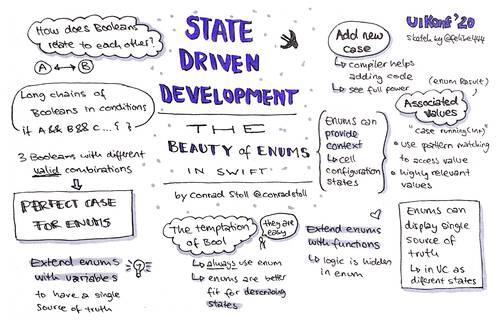 How does Booleans
relate to each other?
A ↔ B
Long chains of
Booleans in conditions
if A && B && C ... { }
3 Booleans with different
valid combinations
PERFECT CASE
FOR ENUMS
Extend enums
with variables
to have a single
source of truth
STATE
DRIVEN
DEVELOPMENT
THE
BEAUTY of ENUMS
IN SWIFT
by Conrad Stoll @conradstoll
The temptation
of Bool
they are
easy
↳ always use enum
↳ enums are better
fit for describing
states
Add new
case
↳ compiler helps
adding code
↳ see full power
Enums can
provide
context
↳ cell
configuration
states
Extend enums
with functions
↳ logic is hidden
in enum
UIKonf '20
sketch by
(enum Result)
Associated
values
"case running(Int)"
• use pattern matching
to access value
• highly relevant
values
Enums can
display single
source of
truth
↳ in VC as
different states